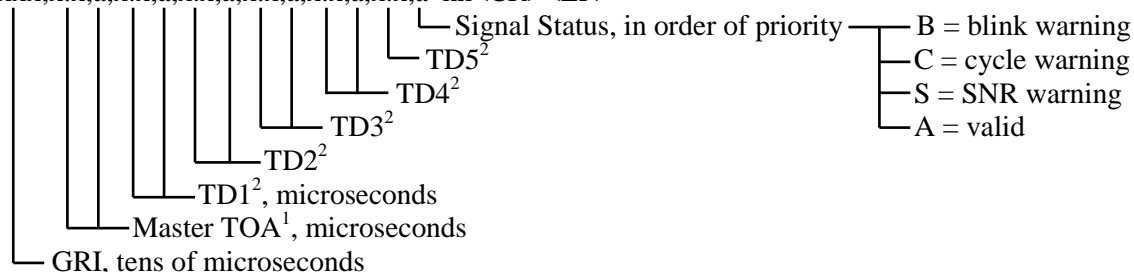 Signal Status, in order of priority
B = blink warning
C = cycle warning
S = SNR warning
A = valid
TD5²
TD4²
TD3²
TD2²
TD1², microseconds
Master TOA¹, microseconds
GRI, tens of microseconds